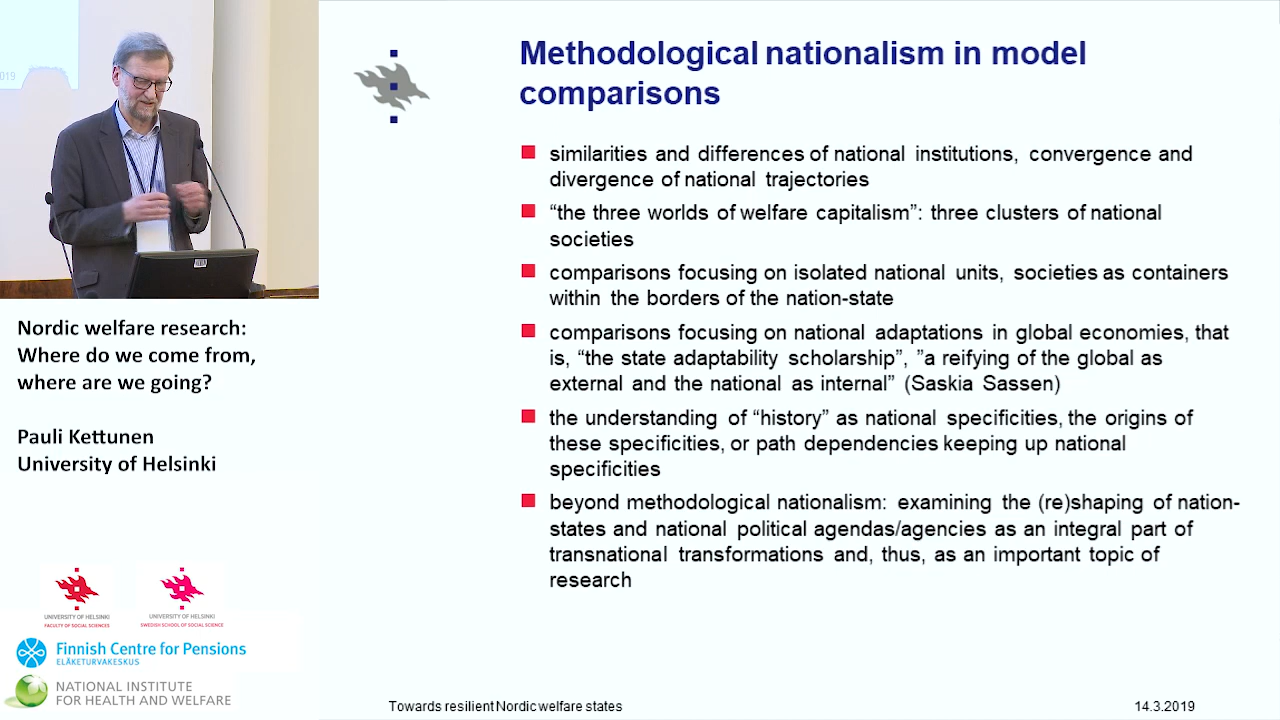 019
Methodological nationalism in model
comparisons
similarities and differences of national institutions, convergence and
divergence of national trajectories
“the three worlds of welfare capitalism”: three clusters of national
societies
comparisons focusing on isolated national units, societies as containers
within the borders of the nation-state
comparisons focusing on national adaptations in global economies, that
is, “the state adaptability scholarship”, ”a reifying of the global as
external and the national as internal” (Saskia Sassen)
the understanding of “history” as national specificities, the origins of
these specificities, or path dependencies keeping up national
specificities
beyond methodological nationalism: examining the (re)shaping of nation-
states and national political agendas/agencies as an integral part of
transnational transformations and, thus, as an important topic of
research
Nordic welfare research:
Where do we come from,
where are we going?
Pauli Kettunen
University of Helsinki
UNIVERSITY OF HELSINKI
FACULTY OF SOCIAL SCIENCES
UNIVERSITY OF HELSINKI
SWEDISH SCHOOL OF SOCIAL SCIENCE
Finnish Centre for Pensions
ELÄKETURVAKESKUS
NATIONAL INSTITUTE
FOR HEALTH AND WELFARE
Towards resilient Nordic welfare states
14.3.2019